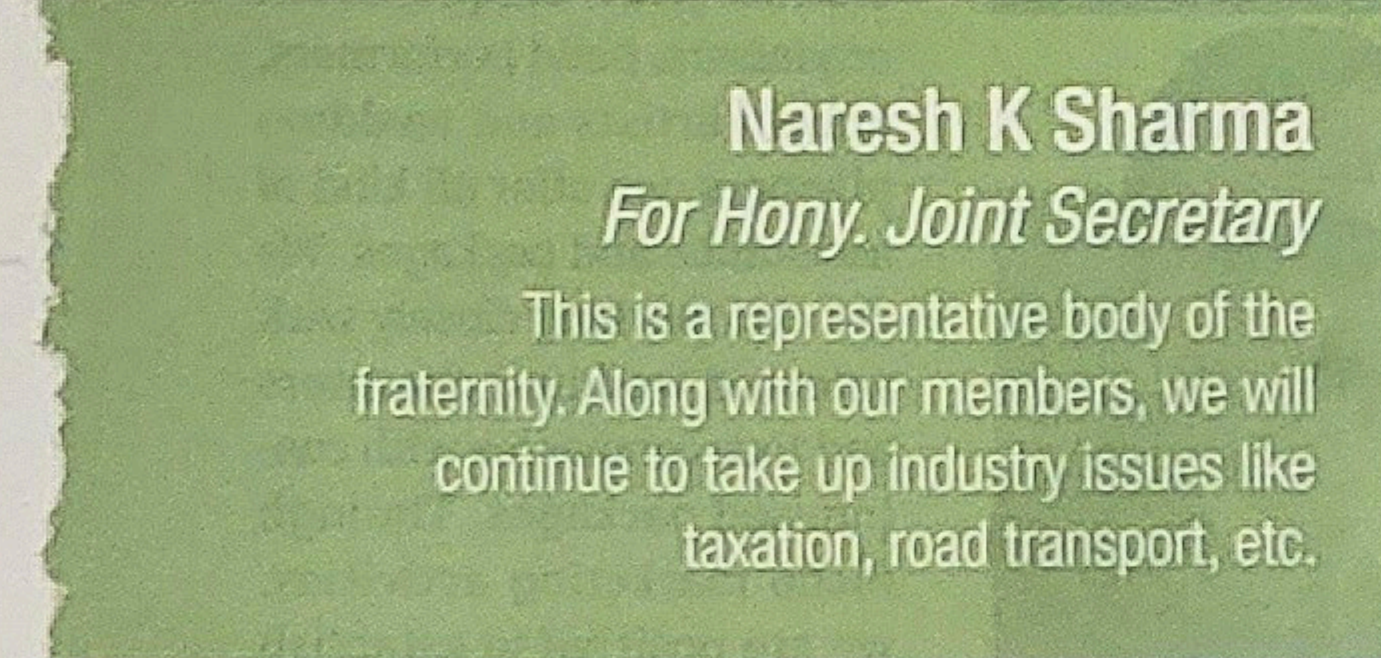 Naresh K Sharma
For Hony. Joint Secretary
This is a representative body of the
fraternity. Along with our members, we will
continue to take up industry issues like
taxation, road transport, etc.